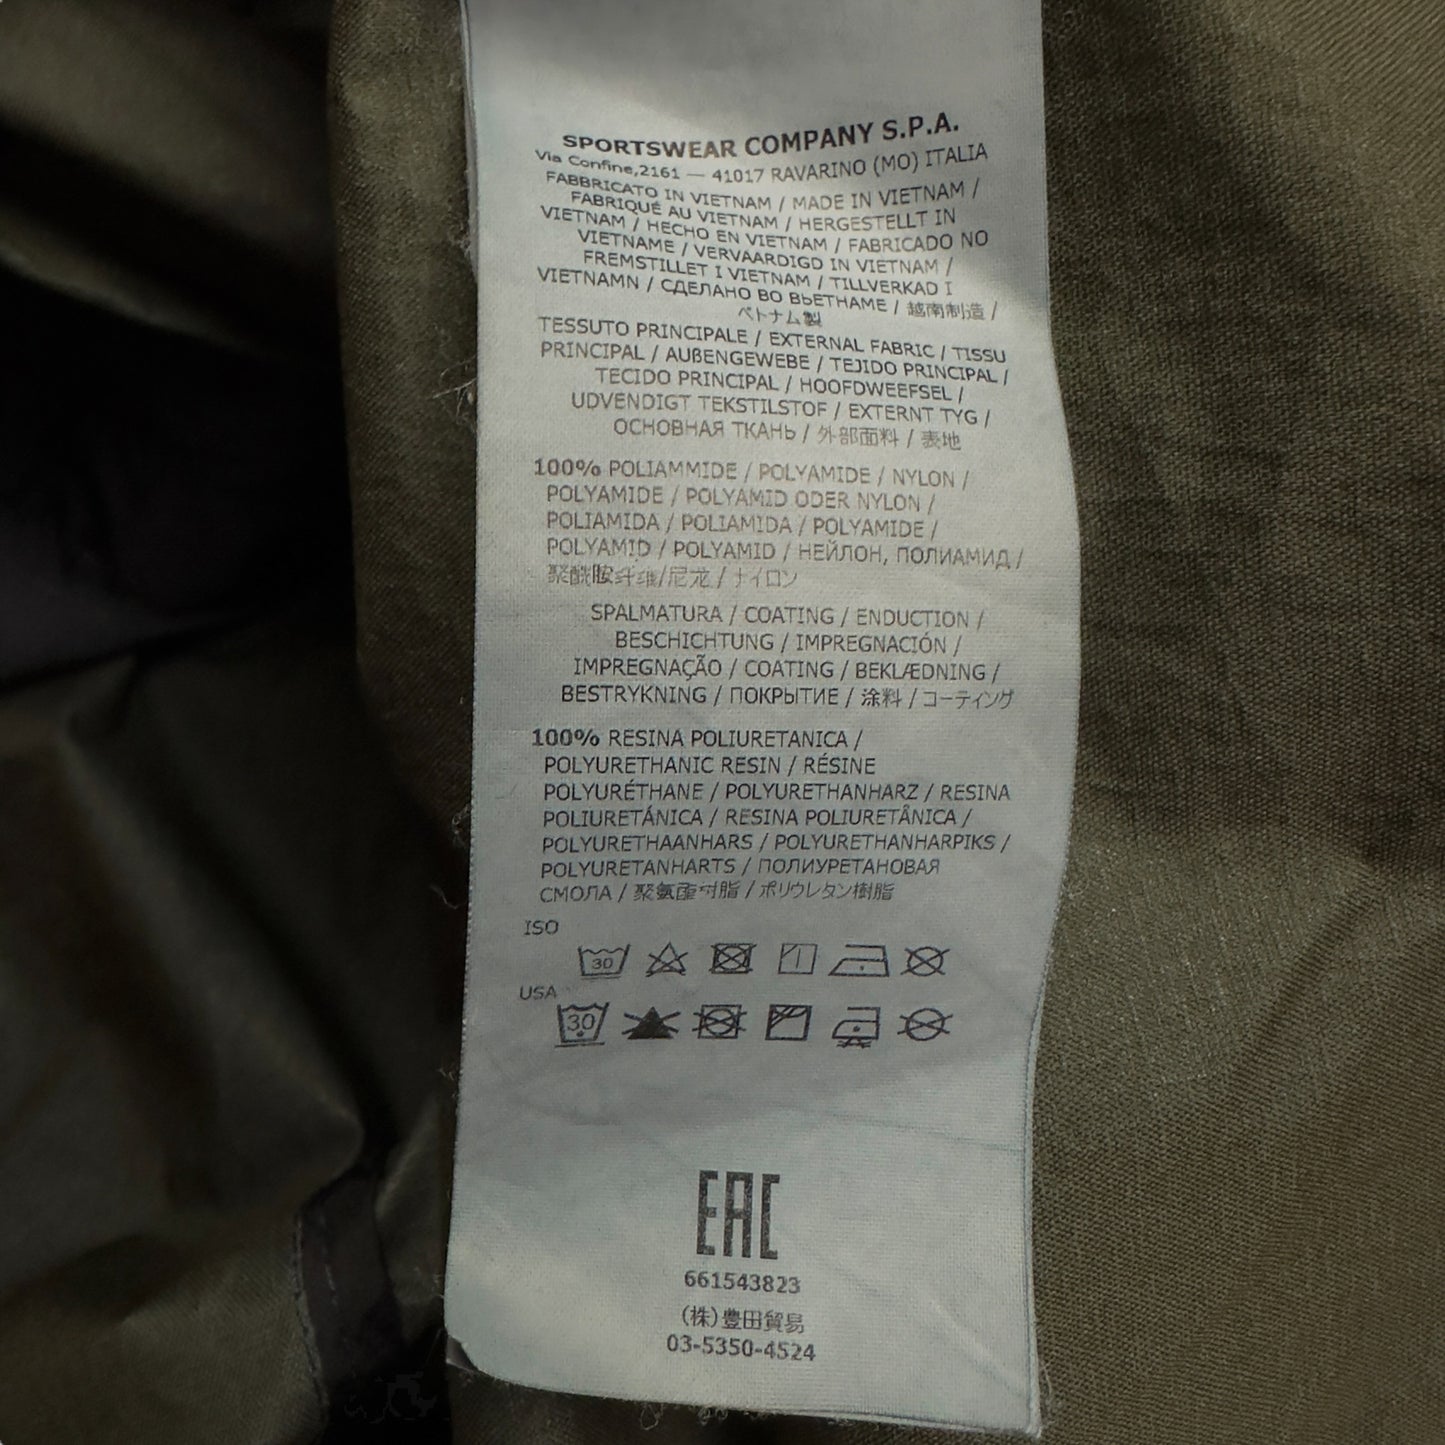 SPORTSWEAR COMPANY S.P.A.
Via Confine,2161 — 41017 RAVARINO (MO) ITALIA
FABBRICATO IN VIETNAM / MADE IN VIETNAM /
FABRIQUÉ AU VIETNAM / HERGESTELLT IN
VIETNAM / HECHO EN VIETNAM / FABRICADO NO
VIETNAME / VERVAARDIGD IN VIETNAM /
FREMSTILLET I VIETNAM / TILLVERKAD I
VIETNAMN / СДЕЛАНО ВО ВЬЕТНАМЕ / 越南制造 /
ベトナム製
TESSUTO PRINCIPALE / EXTERNAL FABRIC / TISSU
PRINCIPAL / AUßENGEWEBE / TEJIDO PRINCIPAL /
TECIDO PRINCIPAL / HOOFDWEEFSEL /
UDVENDIGT TEKSTILSTOF / EXTERNT TYG /
ОСНОВНАЯ ТКАНЬ / 外部面料 / 表地
100% POLIAMMIDE / POLYAMIDE / NYLON /
POLYAMIDE / POLYAMID ODER NYLON /
POLIAMIDA / POLIAMIDA / POLYAMIDE /
POLYAMID / POLYAMID / НЕЙЛОН, ПОЛИАМИД /
聚酰胺纤维/尼龙 / ナイロン
SPALMATURA / COATING / ENDUCTION /
BESCHICHTUNG / IMPREGNACIÓN /
IMPREGNAÇÃO / COATING / BEKLÆDNING /
BESTRYKNING / ПОКРЫТИЕ / 涂料 / コーティング
100% RESINA POLIURETANICA /
POLYURETHANIC RESIN / RÉSINE
POLYURÉTHANE / POLYURETHANHARZ / RESINA
POLIURETÁNICA / RESINA POLIURETÂNICA /
POLYURETHAANHARS / POLYURETHANHARPIKS /
POLYURETANHARTS / ПОЛИУРЕТАНОВАЯ
СМОЛА / 聚氨酯树脂 / ポリウレタン樹脂
ISO
30
USA
30
EAC
661543823
(株)豊田貿易
03-5350-4524